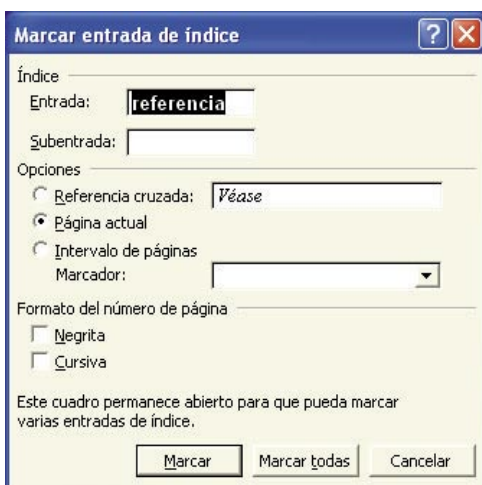 Marcar entrada de índice
Índice
Entrada: referencia
Subentrada:
Opciones
Referencia cruzada: Véase
Página actual
Intervalo de páginas
Marcador:
Formato del número de página
Negrita
Cursiva
Este cuadro permanece abierto para que pueda marcar
varias entradas de índice.
Marcar Marcar todas Cancelar